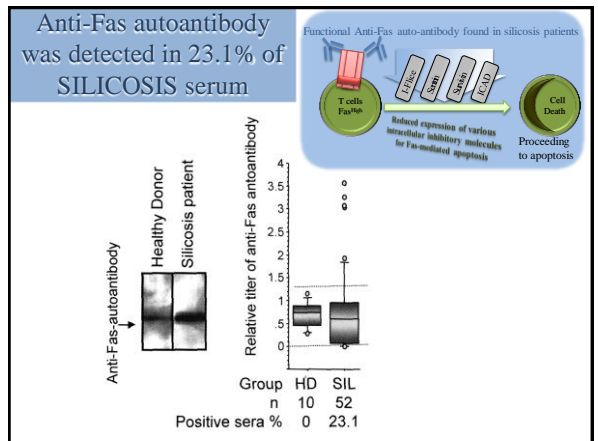 Anti-Fas autoantibody
was detected in 23.1% of
SILICOSIS serum
Functional Anti-Fas auto-antibody found in silicosis patients
I-Flice
Sentrin
Survivin
ICAD
T cells
Fas^High
Cell
Death
Reduced expression of various
intracellular inhibitory molecules
for Fas-mediated apoptosis
Proceeding
to apoptosis
Healthy Donor
Silicosis patient
Anti-Fas-autoantibody
Relative titer of anti-Fas antoantibody
4
3.5
3
2.5
2
1.5
1
.5
0
-.5
Group HD SIL
n 10 52
Positive sera % 0 23.1